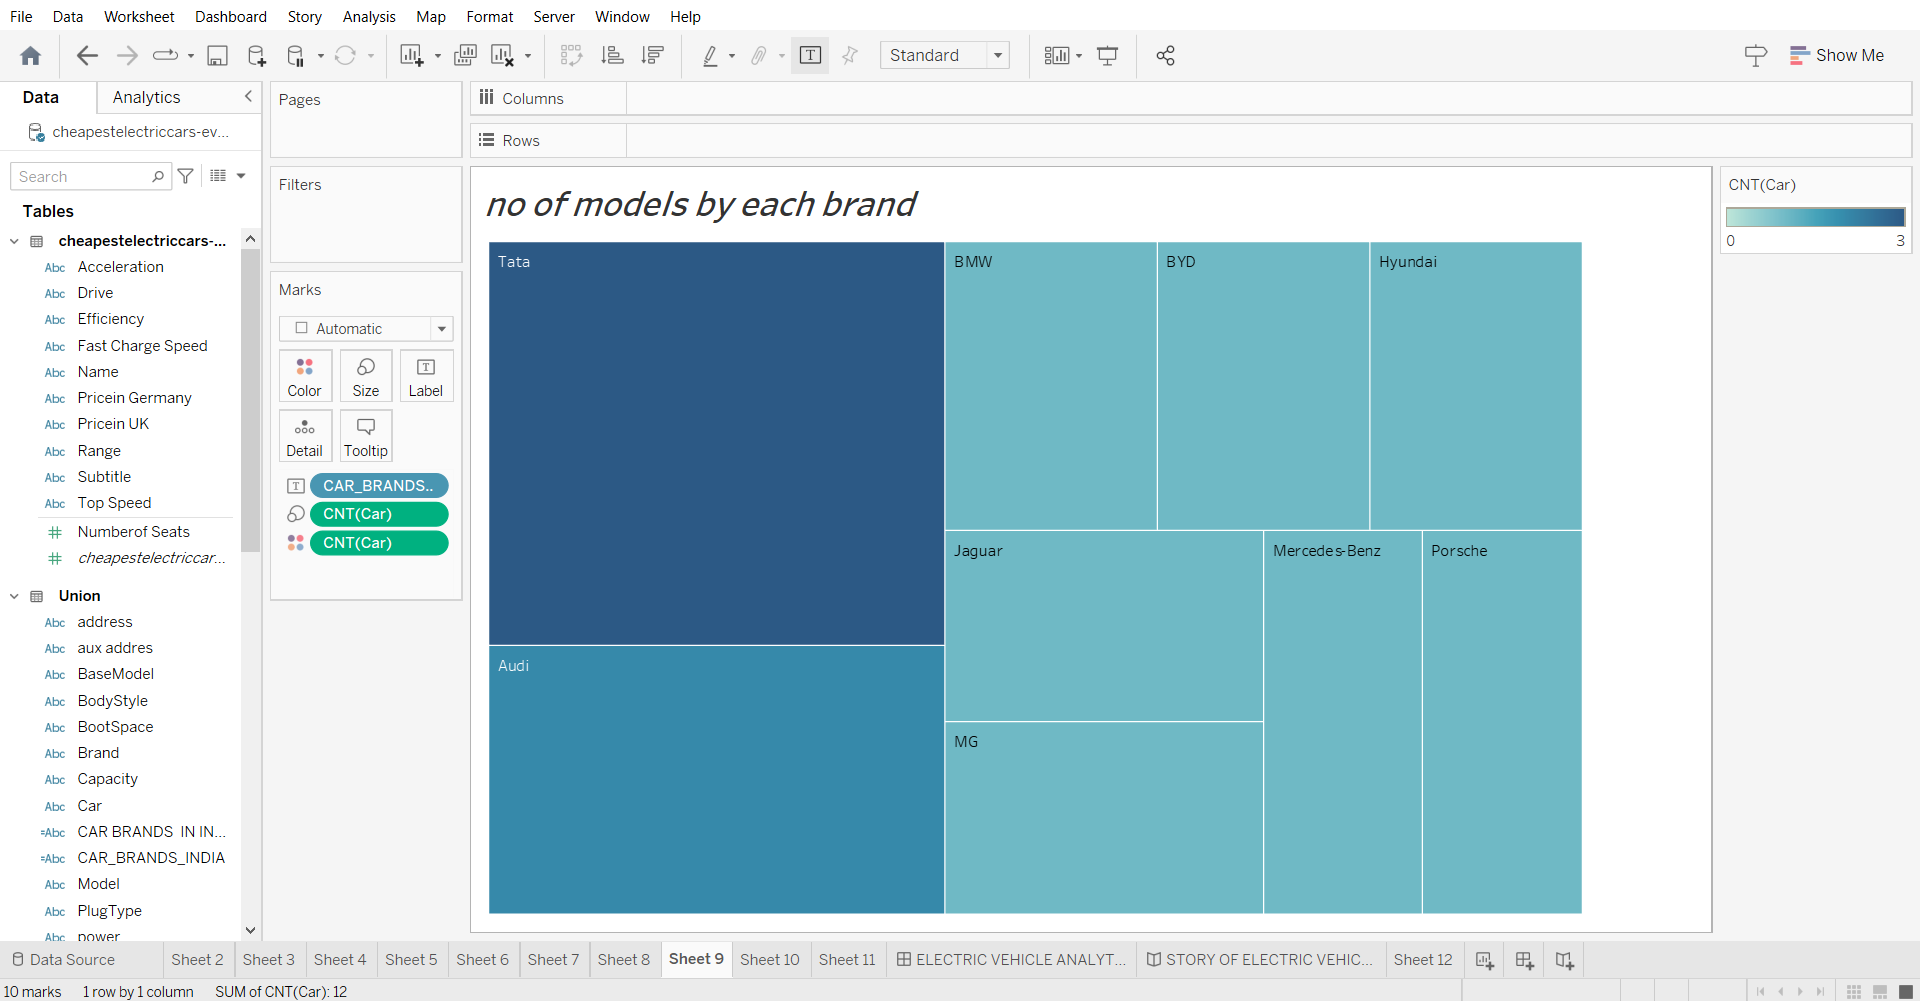 File Data Worksheet Dashboard Story Analysis Map Format Server Window Help
Standard
Show Me
Data Analytics
cheapestelectriccars-ev...
Search
Tables
cheapestelectriccars-...
Abc Acceleration
Abc Drive
Abc Efficiency
Abc Fast Charge Speed
Abc Name
Abc Pricein Germany
Abc Pricein UK
Abc Range
Abc Subtitle
Abc Top Speed
# Numberof Seats
# cheapestelectriccar...
Union
Abc address
Abc aux addres
Abc BaseModel
Abc BodyStyle
Abc BootSpace
Abc Brand
Abc Capacity
Abc Car
=Abc CAR BRANDS IN IN...
=Abc CAR_BRANDS_INDIA
Abc Model
Abc PlugType
Abc power
Pages
Filters
Marks
Automatic
Color Size Label
Detail Tooltip
CAR_BRANDS..
CNT(Car)
CNT(Car)
Columns
Rows
no of models by each brand
Tata
BMW
BYD
Hyundai
Audi
Jaguar
Mercedes-Benz
Porsche
MG
CNT(Car)
0 3
Data Source Sheet 2 Sheet 3 Sheet 4 Sheet 5 Sheet 6 Sheet 7 Sheet 8 Sheet 9 Sheet 10 Sheet 11 ELECTRIC VEHICLE ANALYT... STORY OF ELECTRIC VEHIC... Sheet 12
10 marks 1 row by 1 column SUM of CNT(Car): 12